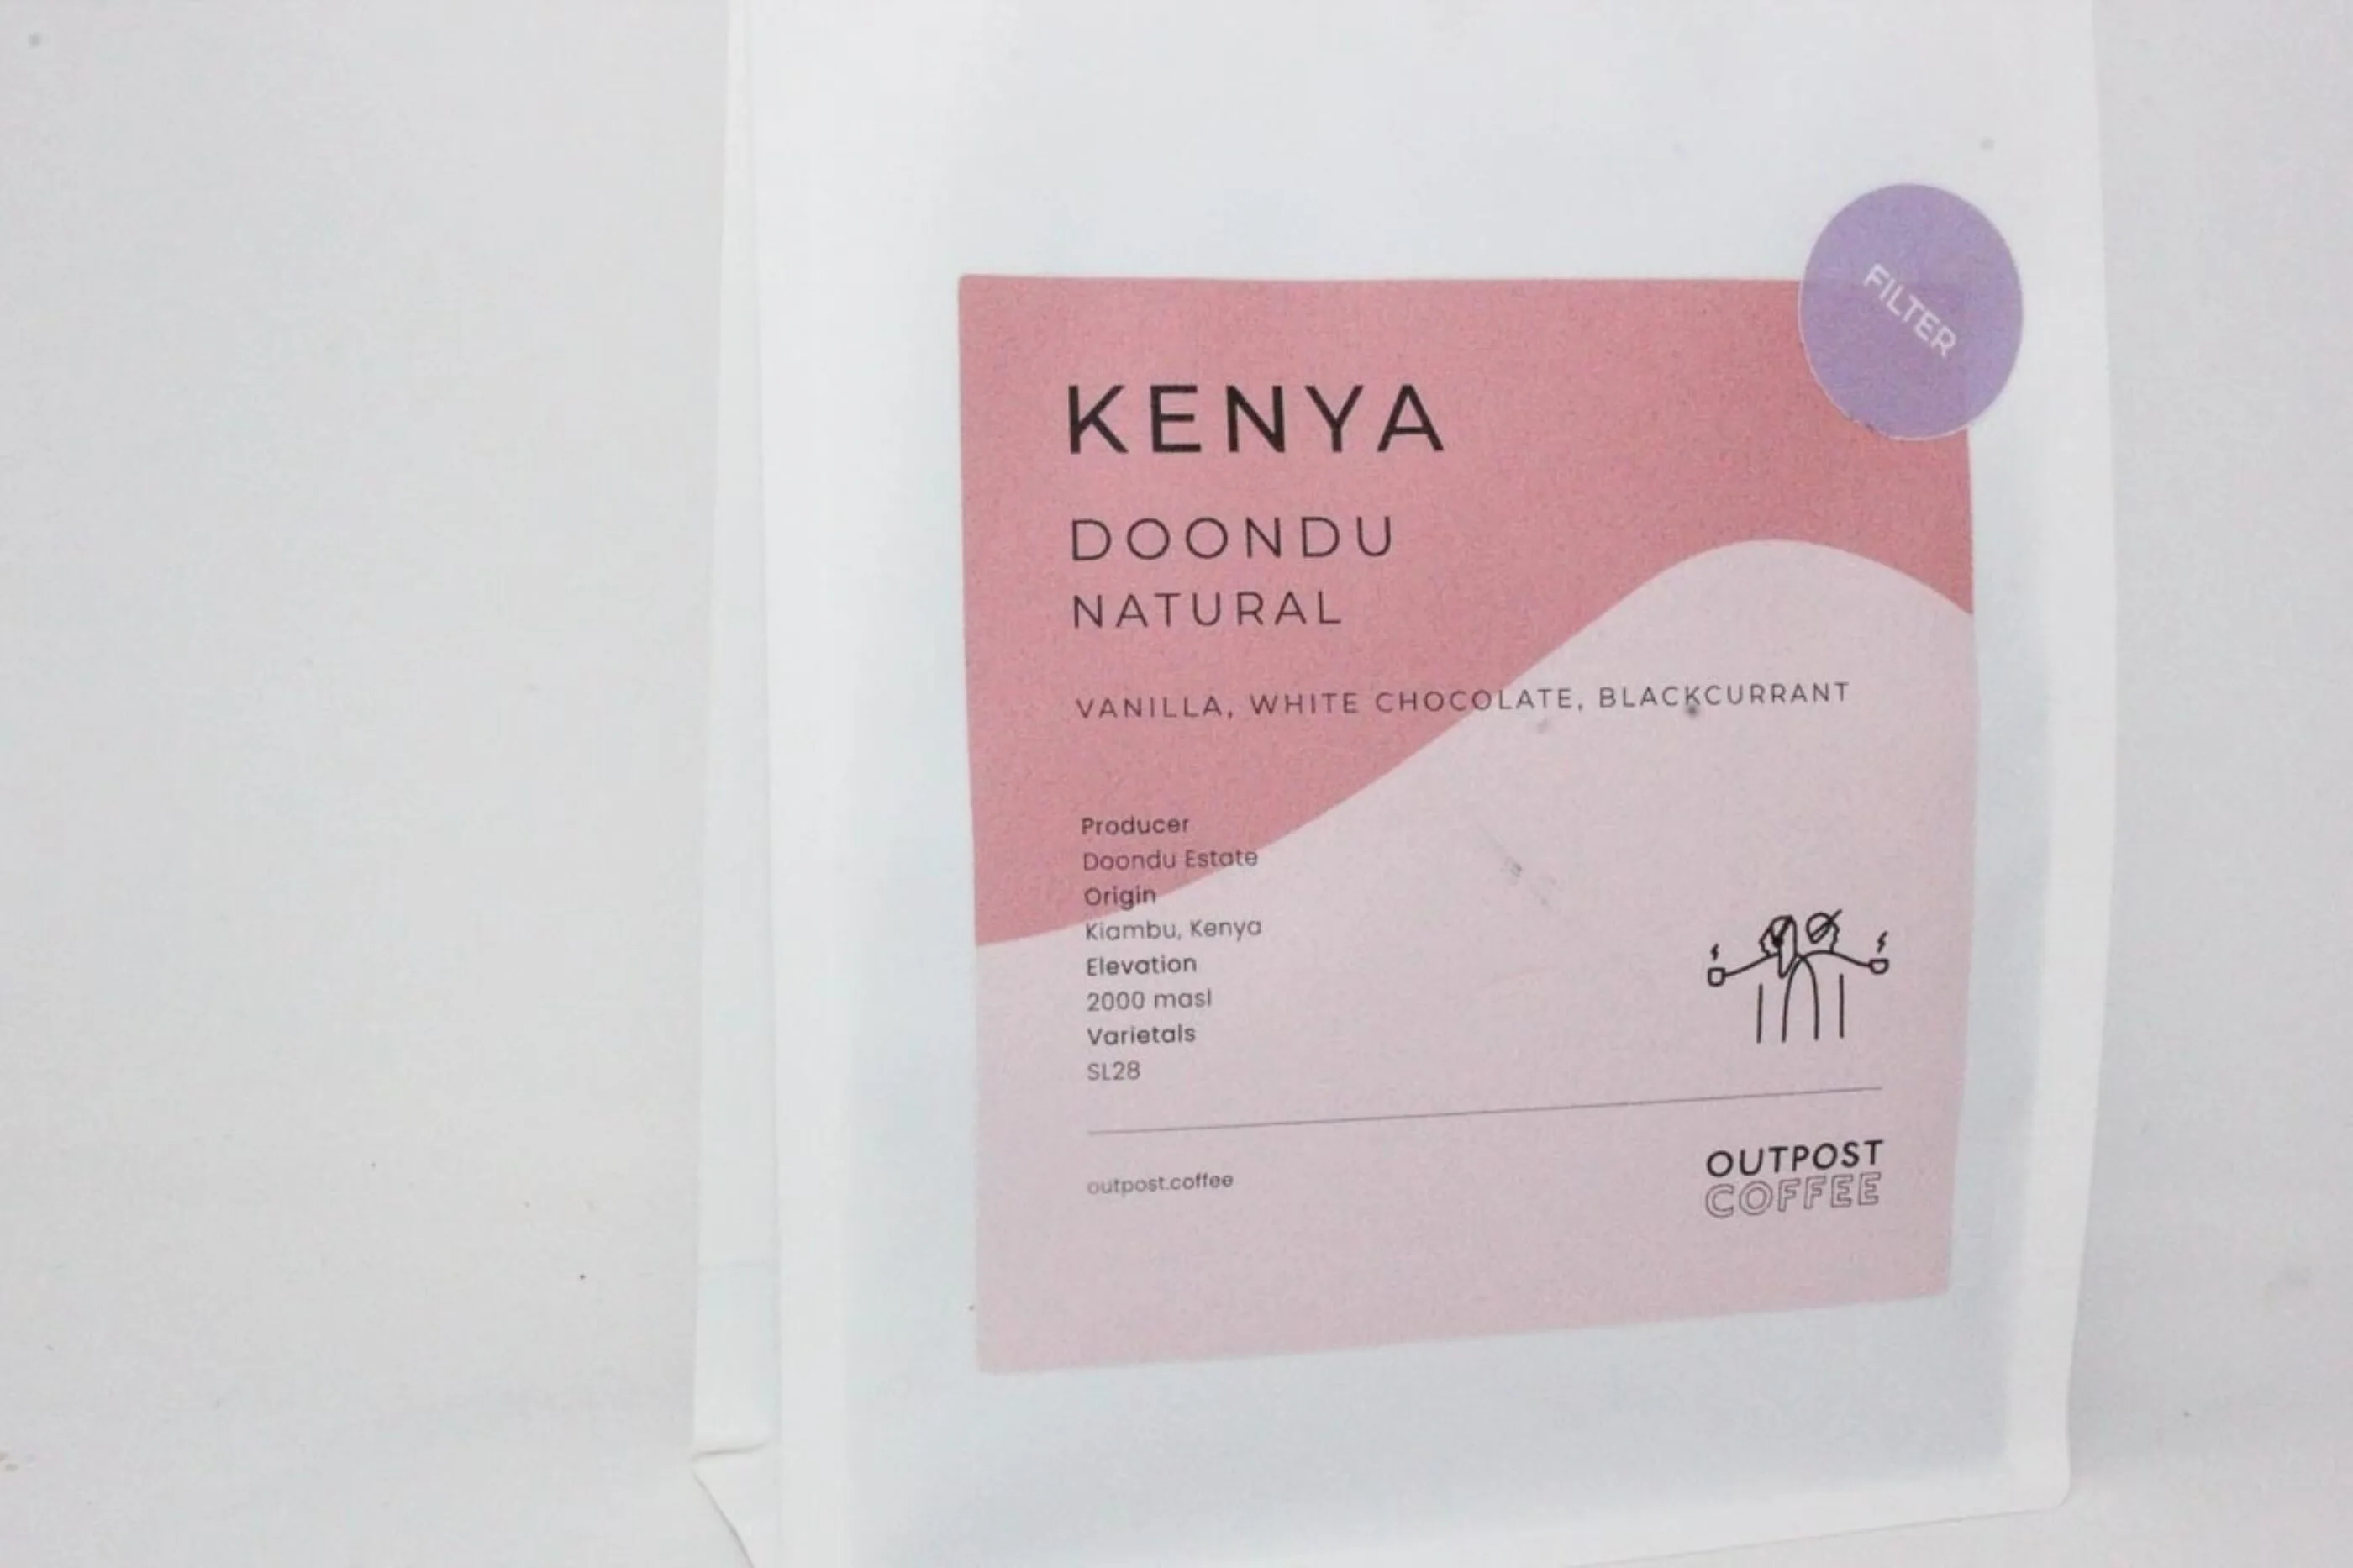 FILTER
KENYA
DOONDU
NATURAL
VANILLA, WHITE CHOCOLATE, BLACKCURRANT
Producer
Doondu Estate
Origin
Kiambu, Kenya
Elevation
2000 masl
Varietals
SL28
outpost.coffee
OUTPOST
COFFEE